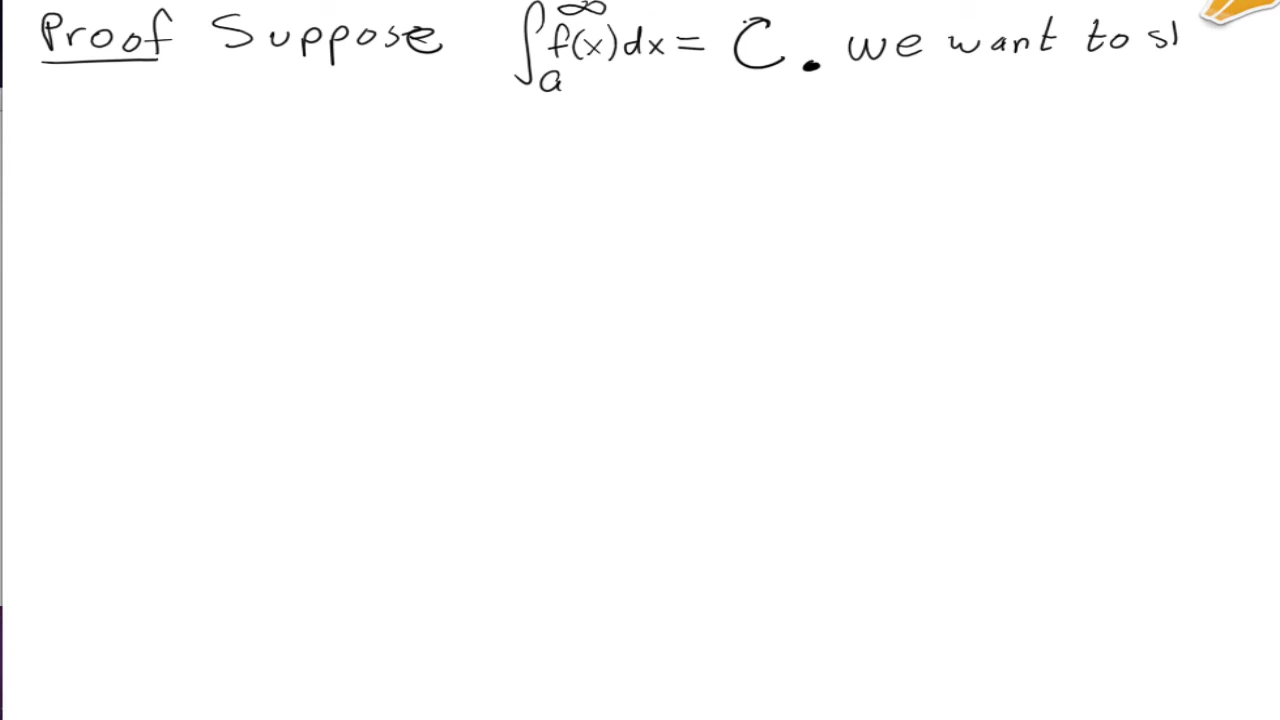 Proof Suppose ∫_a^∞ f(x)dx = C. we want to